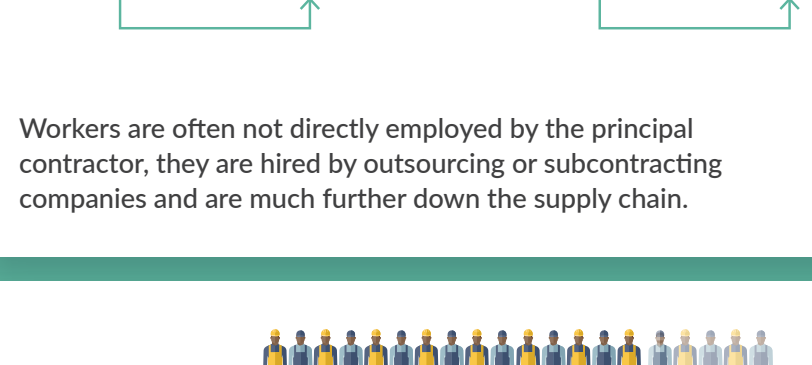 Workers are often not directly employed by the principal
contractor, they are hired by outsourcing or subcontracting
companies and are much further down the supply chain.